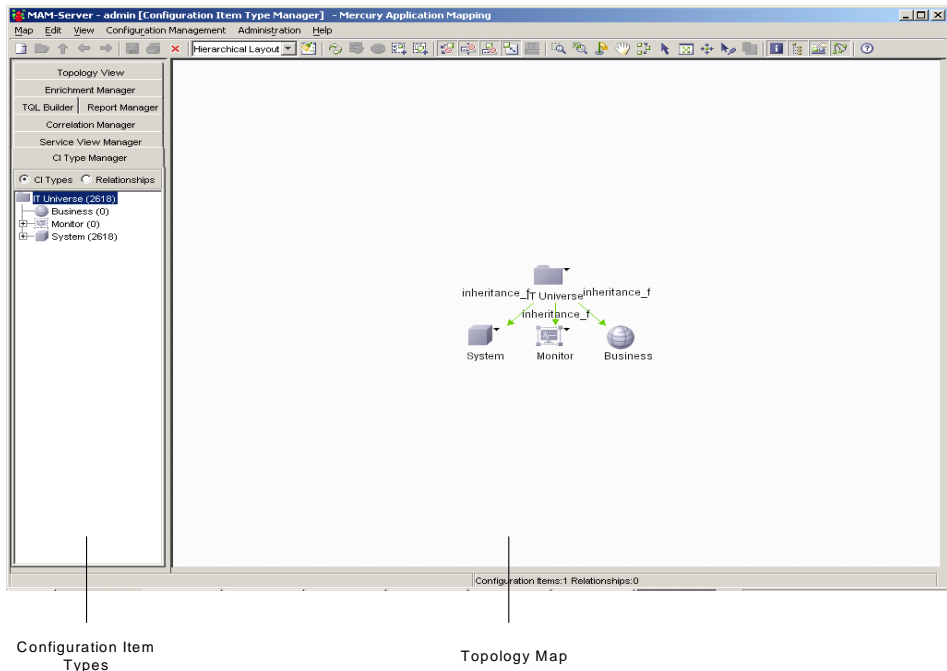 MAM-Server - admin [Configuration Item Type Manager] - Mercury Application Mapping
Map Edit View Configuration Management Administration Help
Hierarchical Layout
Topology View
Enrichment Manager
TQL Builder Report Manager
Correlation Manager
Service View Manager
CI Type Manager
CI Types Relationships
IT Universe (2618)
Business (0)
Monitor (0)
System (2618)
inheritance_f IT Universe inheritance_f
inheritance_f
System Monitor Business
Configuration Items:1 Relationships:0
Configuration Item
Types
Topology Map